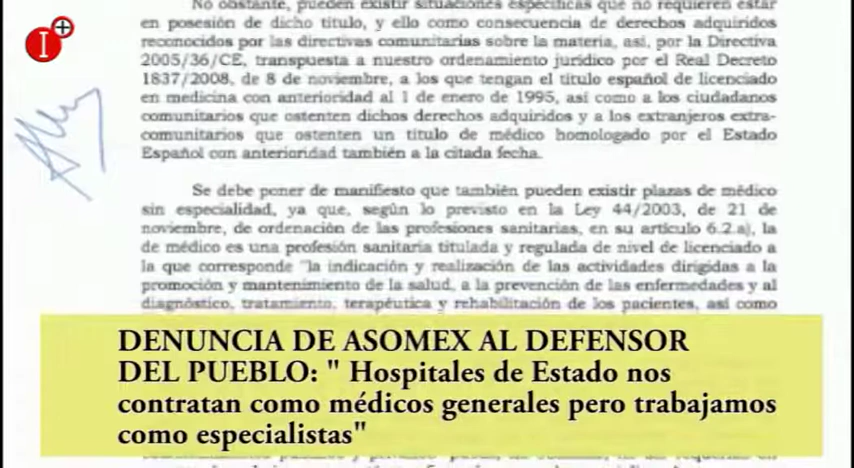 No obstante, pueden existir situaciones específicas que no requieren estar
en posesión de dicho título, y ello como consecuencia de derechos adquiridos
reconocidos por las directivas comunitarias sobre la materia, así, por la Directiva
2005/36/CE, transpuesta a nuestro ordenamiento jurídico por el Real Decreto
1837/2008, de 8 de noviembre, a los que tengan el título español de licenciado
en medicina con anterioridad al 1 de enero de 1995, así como a los ciudadanos
comunitarios que ostenten dichos derechos adquiridos y a los extranjeros extra-
comunitarios que ostenten un título de médico homologado por el Estado
Español con anterioridad también a la citada fecha.
Se debe poner de manifiesto que también pueden existir plazas de médico
sin especialidad, ya que, según lo previsto en la Ley 44/2003, de 21 de
noviembre, de ordenación de las profesiones sanitarias, en su artículo 6.2.a), la
de médico es una profesión sanitaria titulada y regulada de nivel de licenciado a
la que corresponde "la indicación y realización de las actividades dirigidas a la
promoción y mantenimiento de la salud, a la prevención de las enfermedades y al
diagnóstico, tratamiento, terapéutica y rehabilitación de los pacientes, así como
DENUNCIA DE ASOMEX AL DEFENSOR
DEL PUEBLO: " Hospitales de Estado nos
contratan como médicos generales pero trabajamos
como especialistas"